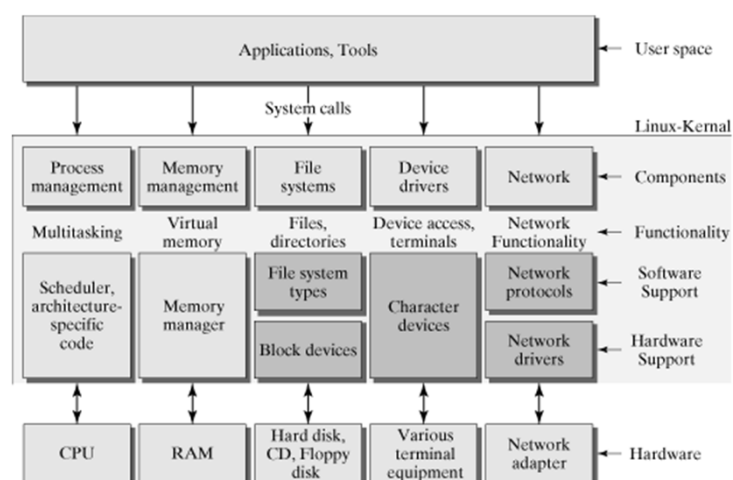 Applications, Tools
User space
System calls
Linux-Kernel
Process
management
Memory
management
File
systems
Device
drivers
Network
Components
Multitasking
Virtual
memory
Files,
directories
Device access,
terminals
Network
Functionality
Functionality
Scheduler,
architecture-
specific
code
Memory
manager
File system
types
Block devices
Character
devices
Network
protocols
Network
drivers
Software
Support
Hardware
Support
CPU
RAM
Hard disk,
CD, Floppy
disk
Various
terminal
equipment
Network
adapter
Hardware